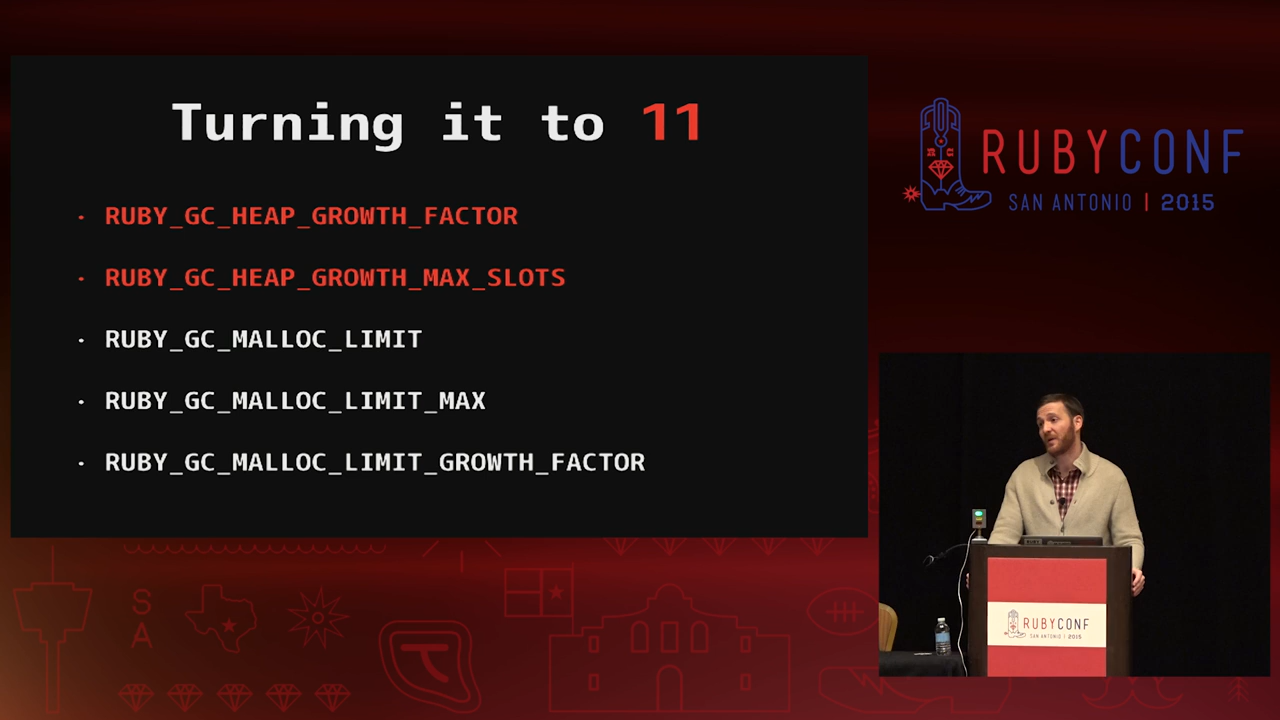 Turning it to 11
· RUBY_GC_HEAP_GROWTH_FACTOR
· RUBY_GC_HEAP_GROWTH_MAX_SLOTS
· RUBY_GC_MALLOC_LIMIT
· RUBY_GC_MALLOC_LIMIT_MAX
· RUBY_GC_MALLOC_LIMIT_GROWTH_FACTOR
RUBYCONF
SAN ANTONIO | 2015
S
A
RUBYCONF
SAN ANTONIO | 2015